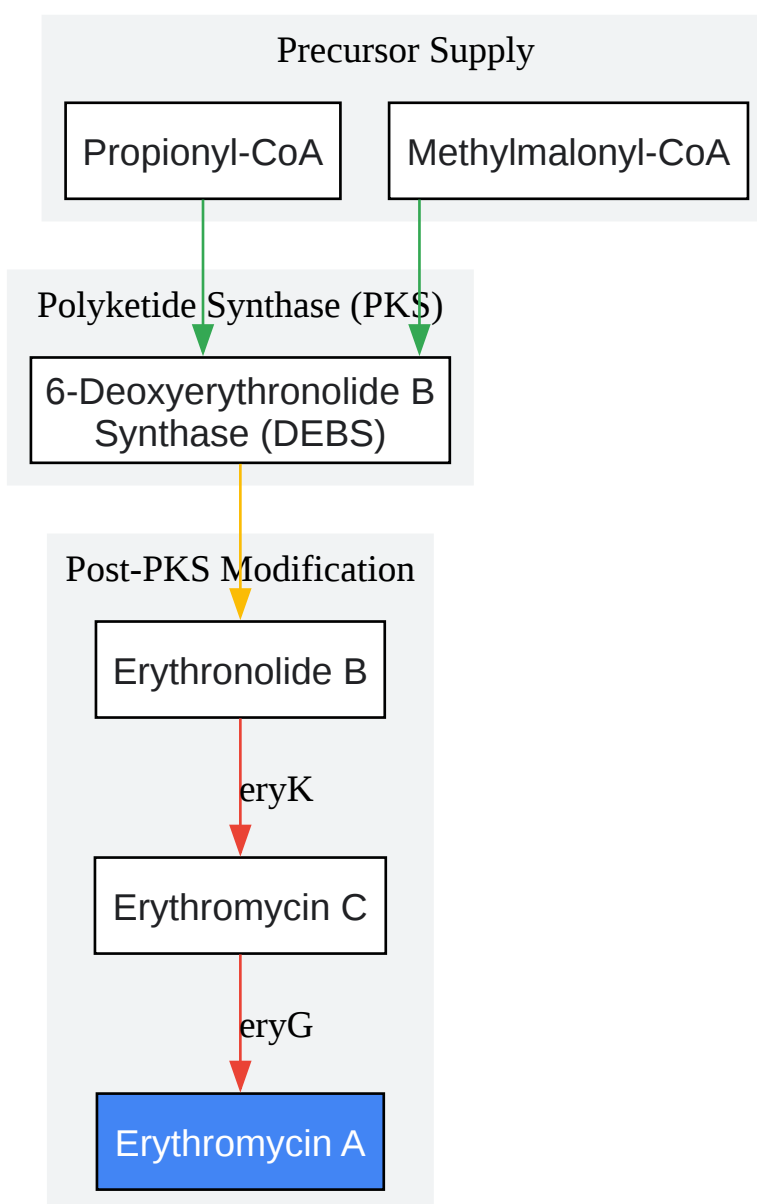 Precursor Supply
Propionyl-CoA
Methylmalonyl-CoA
Polyketide Synthase (PKS)
6-Deoxyerythronolide B
Synthase (DEBS)
Post-PKS Modification
Erythronolide B
eryK
Erythromycin C
eryG
Erythromycin A